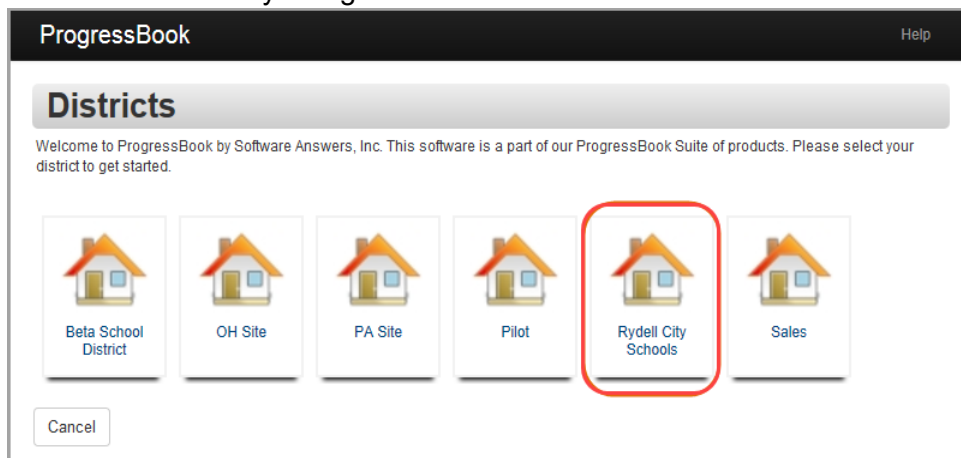 ProgressBook
Help
Districts
Welcome to ProgressBook by Software Answers, Inc. This software is a part of our ProgressBook Suite of products. Please select your
district to get started.
Beta School
District
OH Site
PA Site
Pilot
Rydell City
Schools
Sales
Cancel